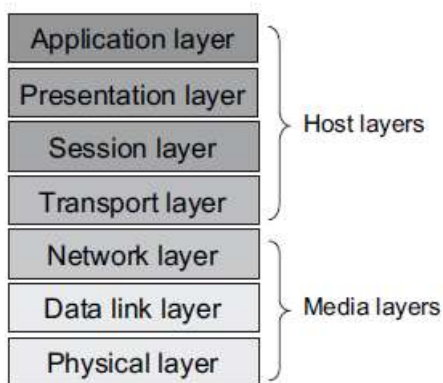 Application layer
Presentation layer
Session layer
Transport layer
Network layer
Data link layer
Physical layer
Host layers
Media layers